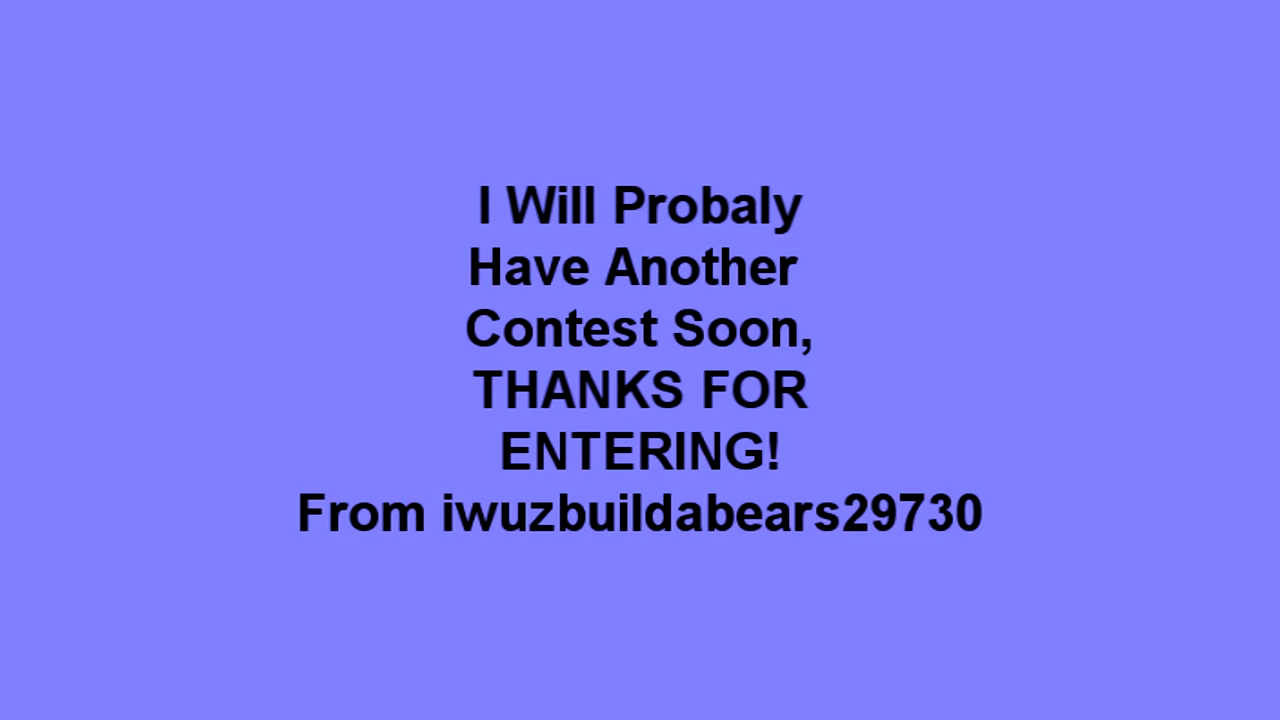 I Will Probaly
Have Another
Contest Soon,
THANKS FOR
ENTERING!
From iwuzbuildabears29730